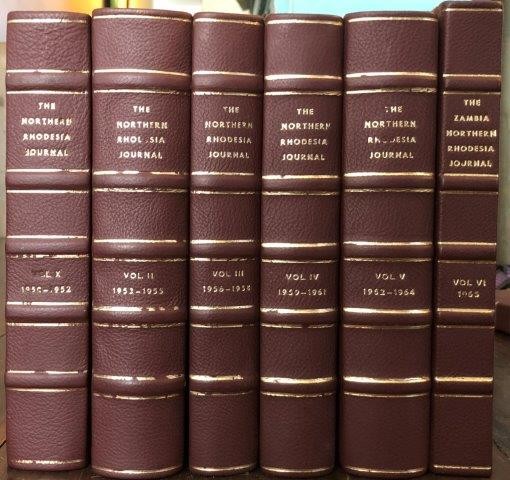 THE
NORTHERN
RHODESIA
JOURNAL
VOL X
1950-1952
THE
NORTHERN
RHODESIA
JOURNAL
VOL II
1953-1955
THE
NORTHERN
RHODESIA
JOURNAL
VOL III
1956-1958
THE
NORTHERN
RHODESIA
JOURNAL
VOL IV
1959-1961
THE
NORTHERN
RHODESIA
JOURNAL
VOL V
1962-1964
THE
ZAMBIA
NORTHERN
RHODESIA
JOURNAL
VOL VI
1965